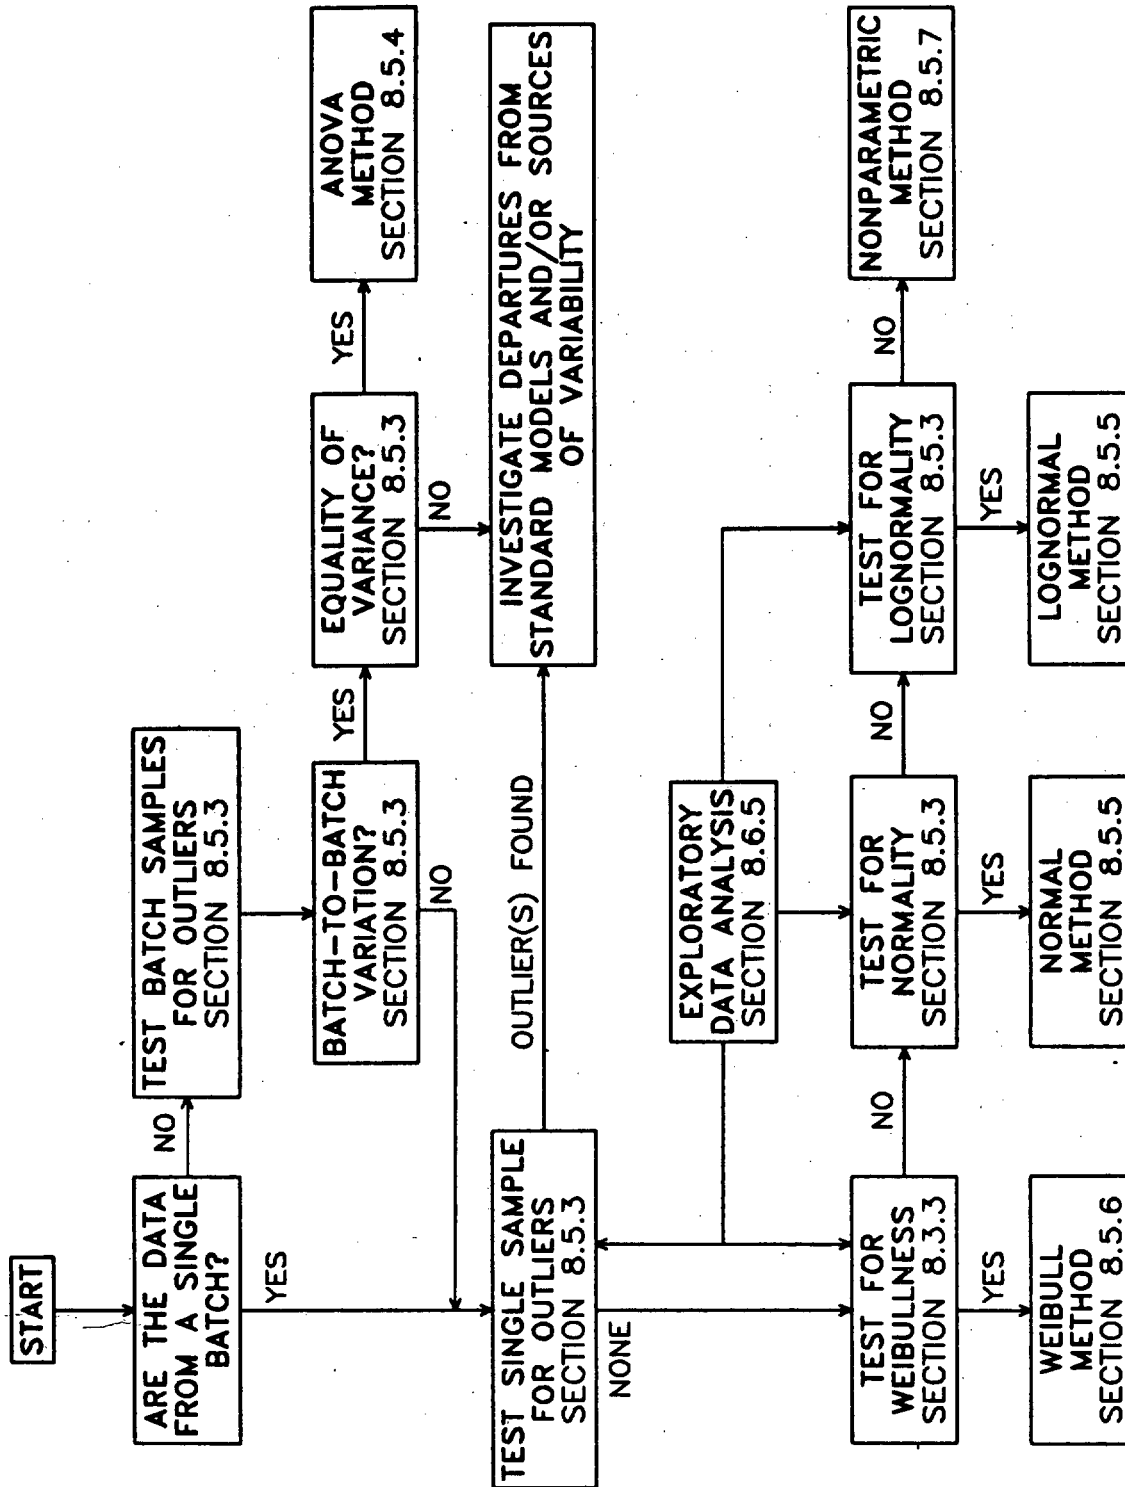 START
ARE THE DATA
FROM A SINGLE
BATCH?
NO
TEST BATCH SAMPLES
FOR OUTLIERS
SECTION 8.5.3
YES
BATCH-TO-BATCH
VARIATION?
SECTION 8.5.3
YES
EQUALITY OF
VARIANCE?
SECTION 8.5.3
YES
ANOVA
METHOD
SECTION 8.5.4
NO
NO
TEST SINGLE SAMPLE
FOR OUTLIERS
SECTION 8.5.3
OUTLIER(S) FOUND
INVESTIGATE DEPARTURES FROM
STANDARD MODELS AND/OR SOURCES
OF VARIABILITY
NONE
EXPLORATORY
DATA ANALYSIS
SECTION 8.6.5
TEST FOR
WEIBULLNESS
SECTION 8.3.3
NO
TEST FOR
NORMALITY
SECTION 8.5.3
NO
TEST FOR
LOGNORMALITY
SECTION 8.5.3
NO
NONPARAMETRIC
METHOD
SECTION 8.5.7
YES
YES
YES
WEIBULL
METHOD
SECTION 8.5.6
NORMAL
METHOD
SECTION 8.5.5
LOGNORMAL
METHOD
SECTION 8.5.5